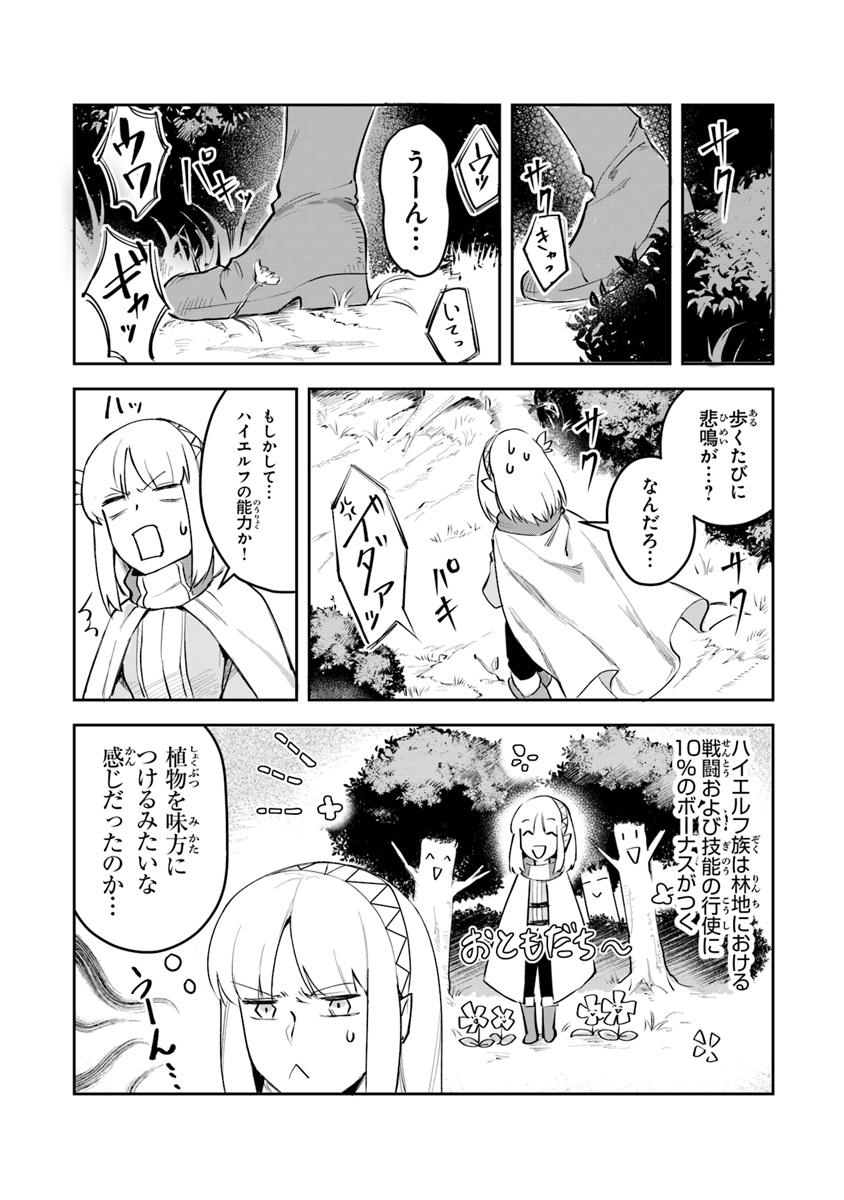 サク
サク
きゃっ
ウッ
うーん…
いてっ
パキッ
ウワ
ギャッ
歩くたびに
悲鳴が…?
なんだろ…
サク
サク
パキ
イダァッ
ハッ
もしかして…
ハイエルフの能力か!
ハイエルフ族は林地における
戦闘および技能の行使に
10%のボーナスがつく
おともだち～
植物を味方に
つけるみたいな
感じだったのか…
うーん…